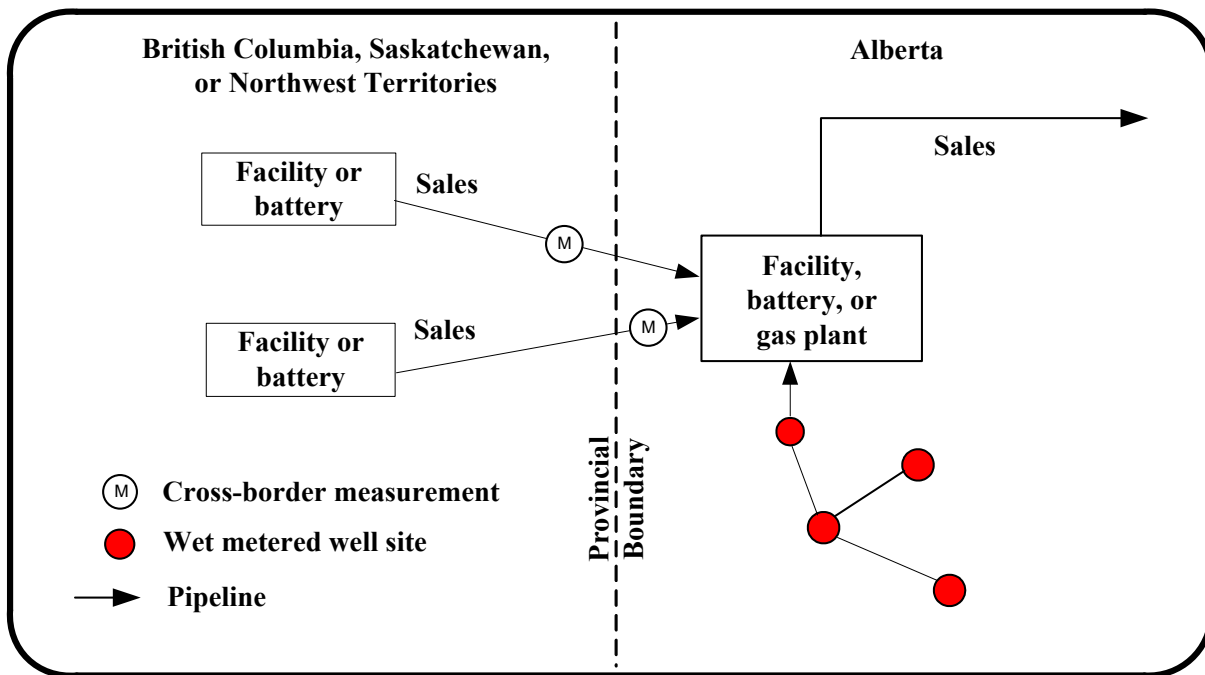 British Columbia, Saskatchewan,
or Northwest Territories
Alberta
Sales
Facility or
battery
Sales
M
Facility,
battery, or
gas plant
Facility or
battery
Sales
M
Provincial
Boundary
M Cross-border measurement
Wet metered well site
Pipeline